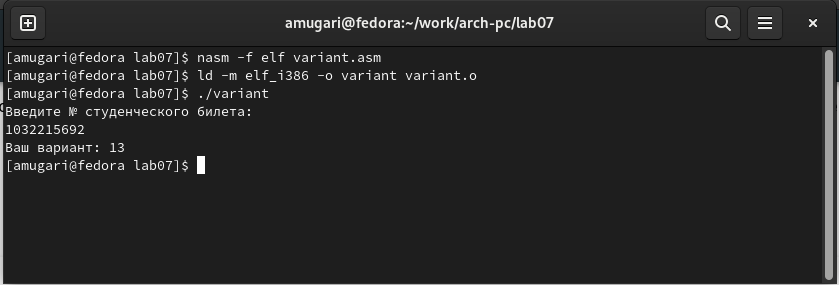 amugari@fedora:~/work/arch-pc/lab07
[amugari@fedora lab07]$ nasm -f elf variant.asm
[amugari@fedora lab07]$ ld -m elf_i386 -o variant variant.o
[amugari@fedora lab07]$ ./variant
Введите № студенческого билета:
1032215692
Ваш вариант: 13
[amugari@fedora lab07]$